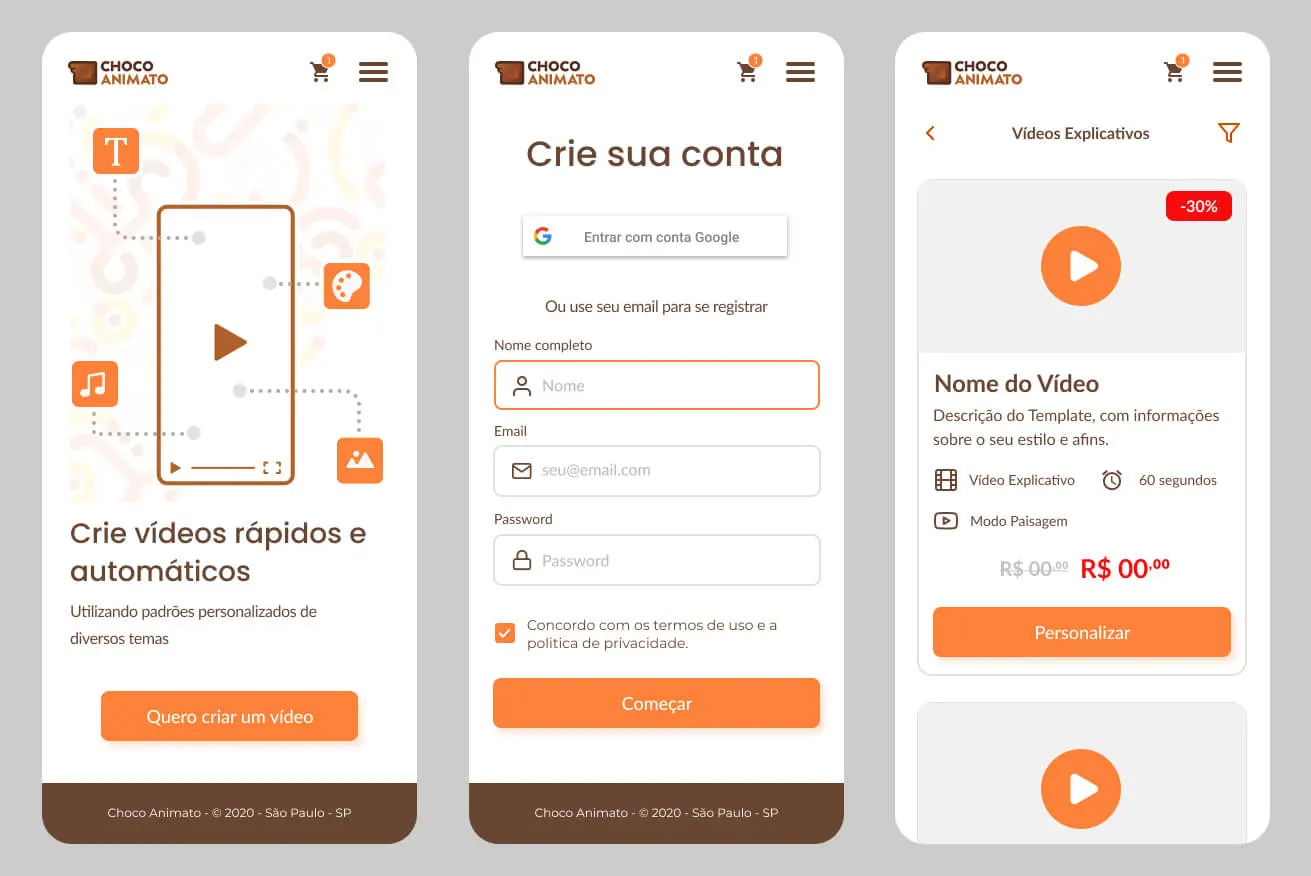 CHOCO
ANIMATO
1
T
Crie vídeos rápidos e
automáticos
Utilizando padrões personalizados de
diversos temas
Quero criar um vídeo
Choco Animato - © 2020 - São Paulo - SP
CHOCO
ANIMATO
1
Crie sua conta
Entrar com conta Google
Ou use seu email para se registrar
Nome completo
Nome
Email
seu@email.com
Password
Password
Concordo com os termos de uso e a
politica de privacidade.
Começar
Choco Animato - © 2020 - São Paulo - SP
CHOCO
ANIMATO
1
Vídeos Explicativos
-30%
Nome do Vídeo
Descrição do Template, com informações
sobre o seu estilo e afins.
Vídeo Explicativo 60 segundos
Modo Paisagem
R$ 00,00 R$ 00,00
Personalizar